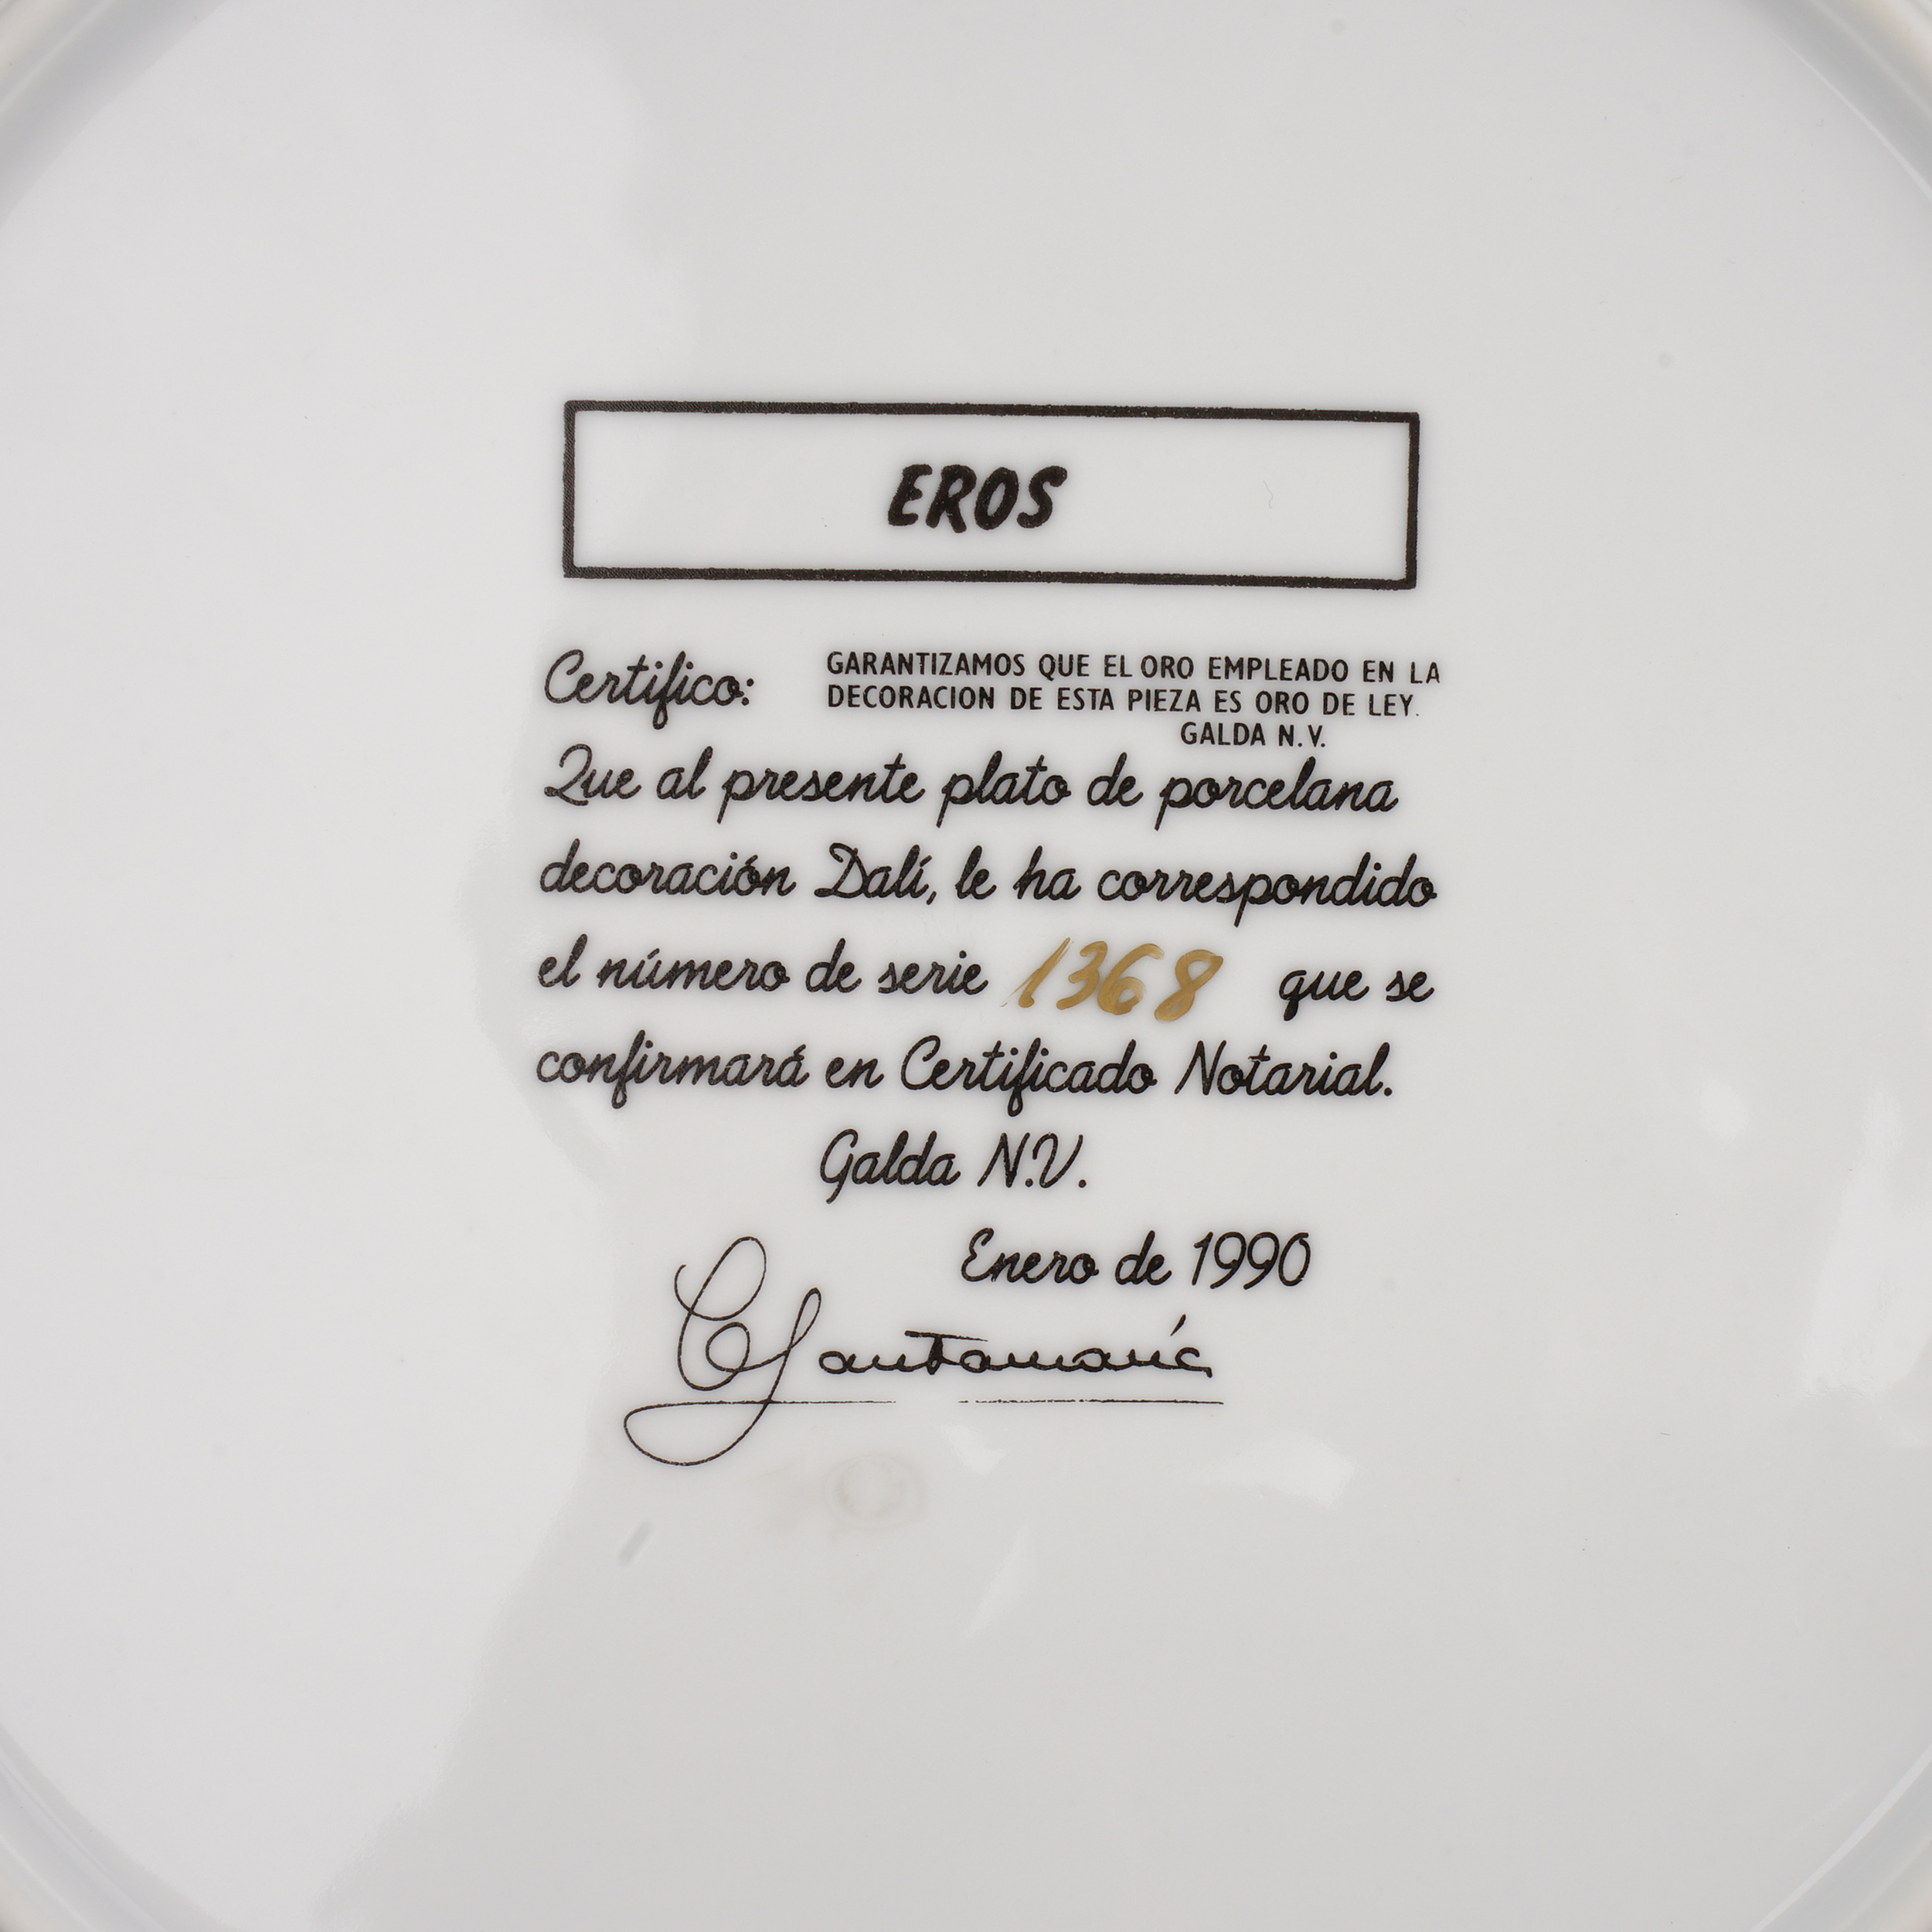 EROS
Certifico:
GARANTIZAMOS QUE EL ORO EMPLEADO EN LA
DECORACION DE ESTA PIEZA ES ORO DE LEY.
GALDA N.V.
Que al presente plato de porcelana
decoración Dalí, le ha correspondido
el número de serie 1368 que se
confirmará en Certificado Notarial.
Galda N.V.
Enero de 1990
Santamaría